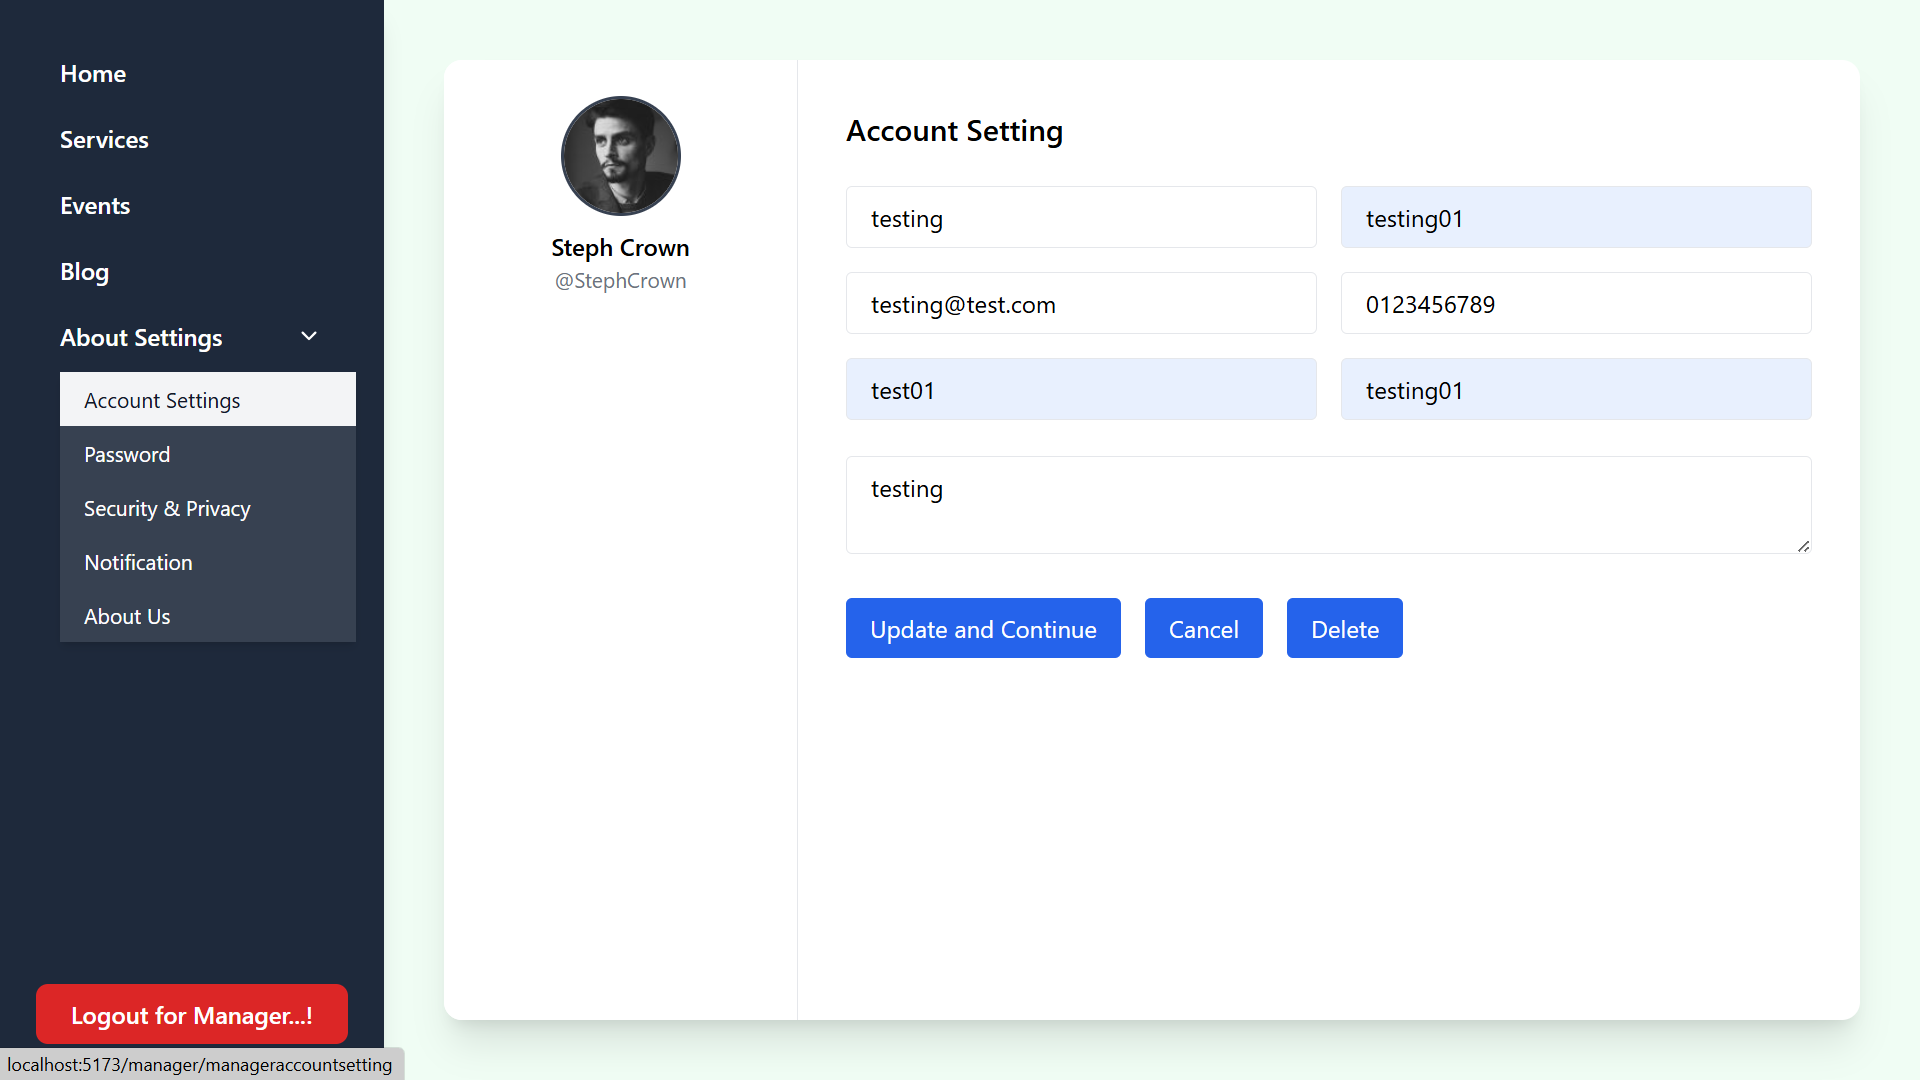 Home
Services
Events
Blog
About Settings
Account Settings
Password
Security & Privacy
Notification
About Us
Logout for Manager...!
localhost:5173/manager/manageraccountsetting
Steph Crown
@StephCrown
Account Setting
testing
testing01
testing@test.com
0123456789
test01
testing01
testing
Update and Continue
Cancel
Delete